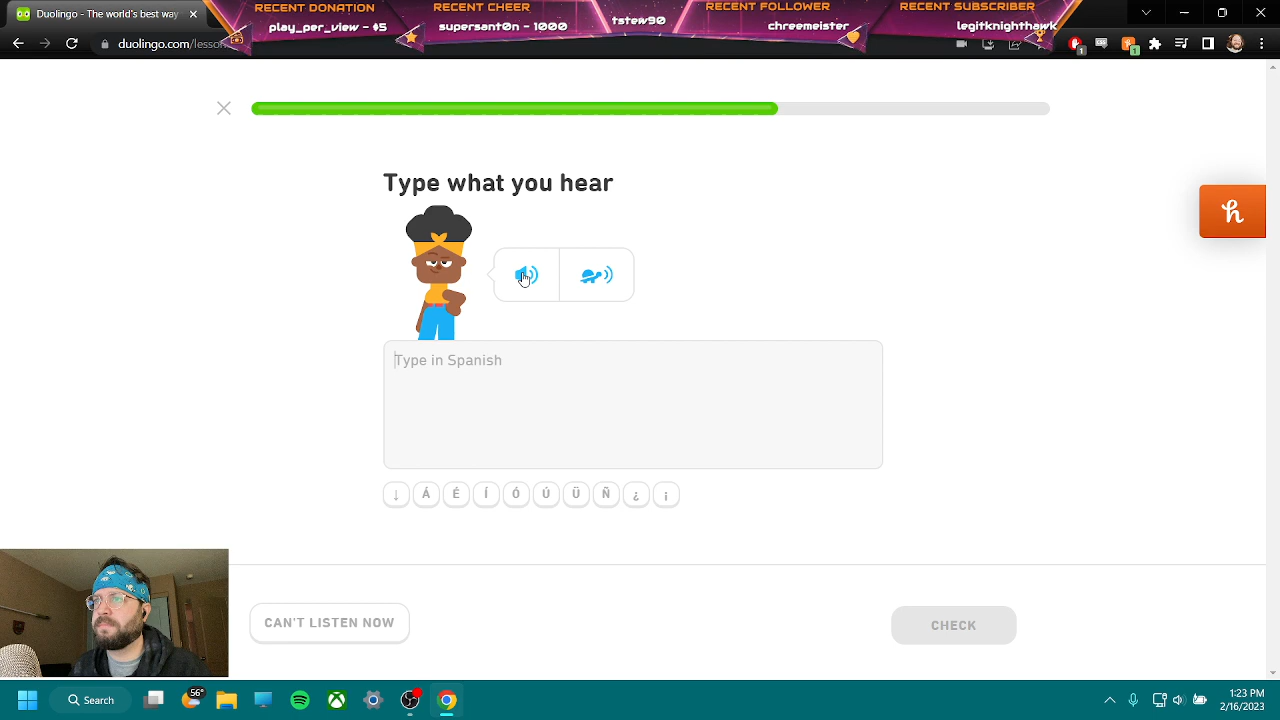 RECENT DONATION
play_per_view - $5
RECENT CHEER
supersant0n - 1000
tstew90
RECENT FOLLOWER
chreemeister
RECENT SUBSCRIBER
legitknighthawk
Duolingo - The world's best way
duolingo.com/lesson
1
1
Type what you hear
Type in Spanish
↓ Á É Í Ó Ú Ü Ñ ¿ ¡
CAN'T LISTEN NOW
CHECK
Search
56°
1:23 PM
2/16/2023